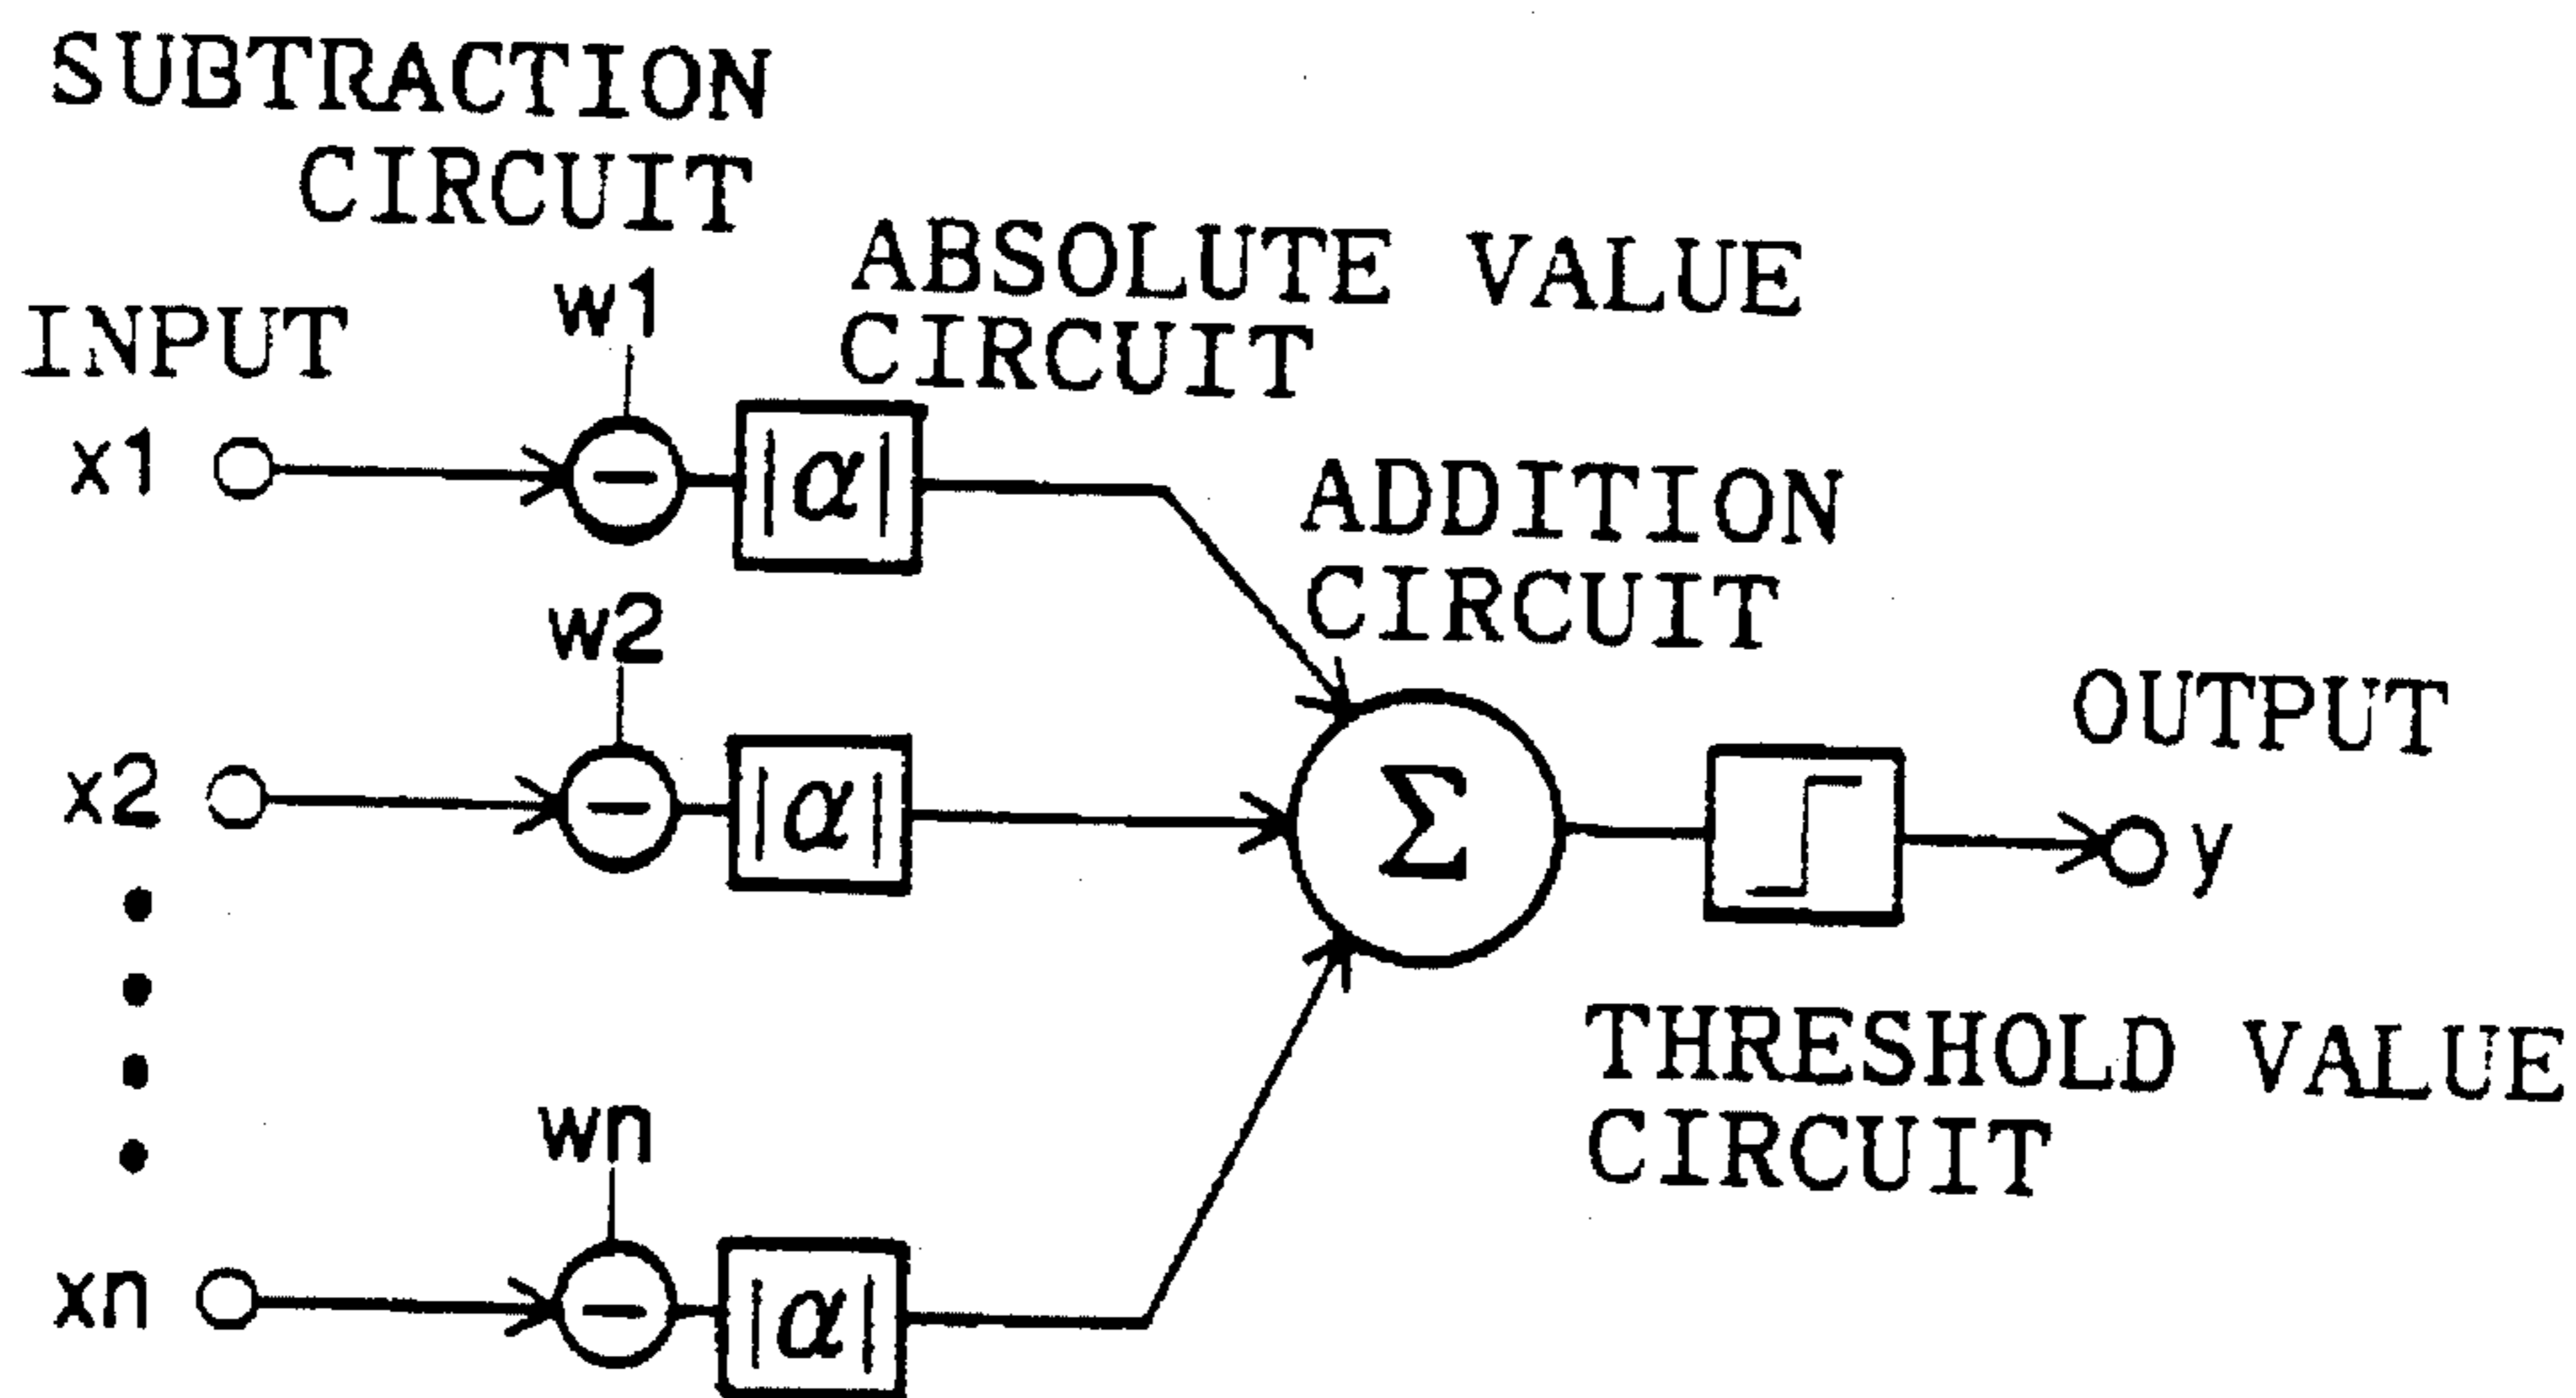 SUBTRACTION
CIRCUIT
INPUT
w1
ABSOLUTE VALUE
CIRCUIT
x1
−
|α|
ADDITION
CIRCUIT
w2
x2
−
|α|
Σ
OUTPUT
y
THRESHOLD VALUE
CIRCUIT
wn
xn
−
|α|